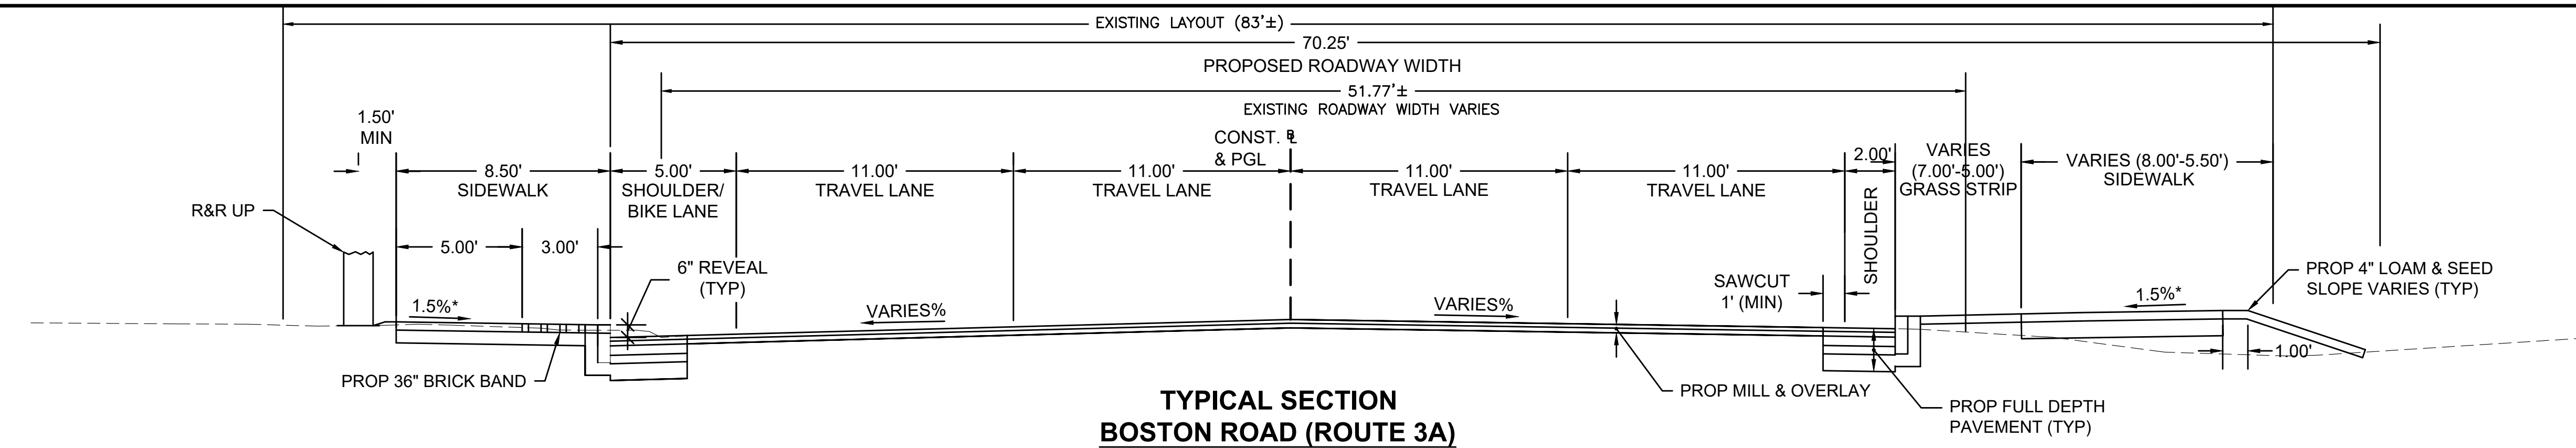 EXISTING LAYOUT (83'±)
70.25'
PROPOSED ROADWAY WIDTH
51.77'±
EXISTING ROADWAY WIDTH VARIES
1.50'
MIN
CONST. ℄
& PGL
8.50'
SIDEWALK
5.00'
SHOULDER/
BIKE LANE
11.00'
TRAVEL LANE
11.00'
TRAVEL LANE
11.00'
TRAVEL LANE
11.00'
TRAVEL LANE
2.00'
SHOULDER
VARIES
(7.00'-5.00')
GRASS STRIP
VARIES (8.00'-5.50')
SIDEWALK
R&R UP
5.00'
3.00'
6" REVEAL
(TYP)
SAWCUT
1' (MIN)
PROP 4" LOAM & SEED
SLOPE VARIES (TYP)
1.5%*
VARIES%
VARIES%
1.5%*
1.00'
PROP 36" BRICK BAND
PROP MILL & OVERLAY
PROP FULL DEPTH
PAVEMENT (TYP)
TYPICAL SECTION
BOSTON ROAD (ROUTE 3A)